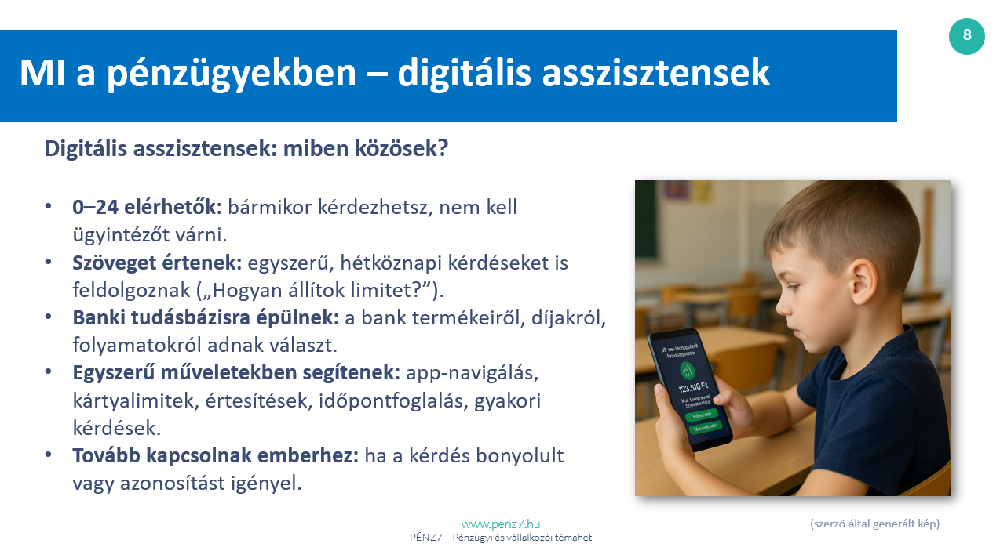 8
MI a pénzügyekben – digitális asszisztensek
Digitális asszisztensek: miben közösek?
• 0–24 elérhetők: bármikor kérdezhetsz, nem kell
ügyintézőt várni.
• Szöveget értenek: egyszerű, hétköznapi kérdéseket is
feldolgoznak („Hogyan állítok limitet?”).
• Banki tudásbázisra épülnek: a bank termékeiről, díjakról,
folyamatokról adnak választ.
• Egyszerű műveletekben segítenek: app-navigálás,
kártyalimitek, értesítések, időpontfoglalás, gyakori
kérdések.
• Tovább kapcsolnak emberhez: ha a kérdés bonyolult
vagy azonosítást igényel.
123.510 Ft
www.penz7.hu
PÉNZ7 – Pénzügyi és vállalkozói témahét
(szerző által generált kép)